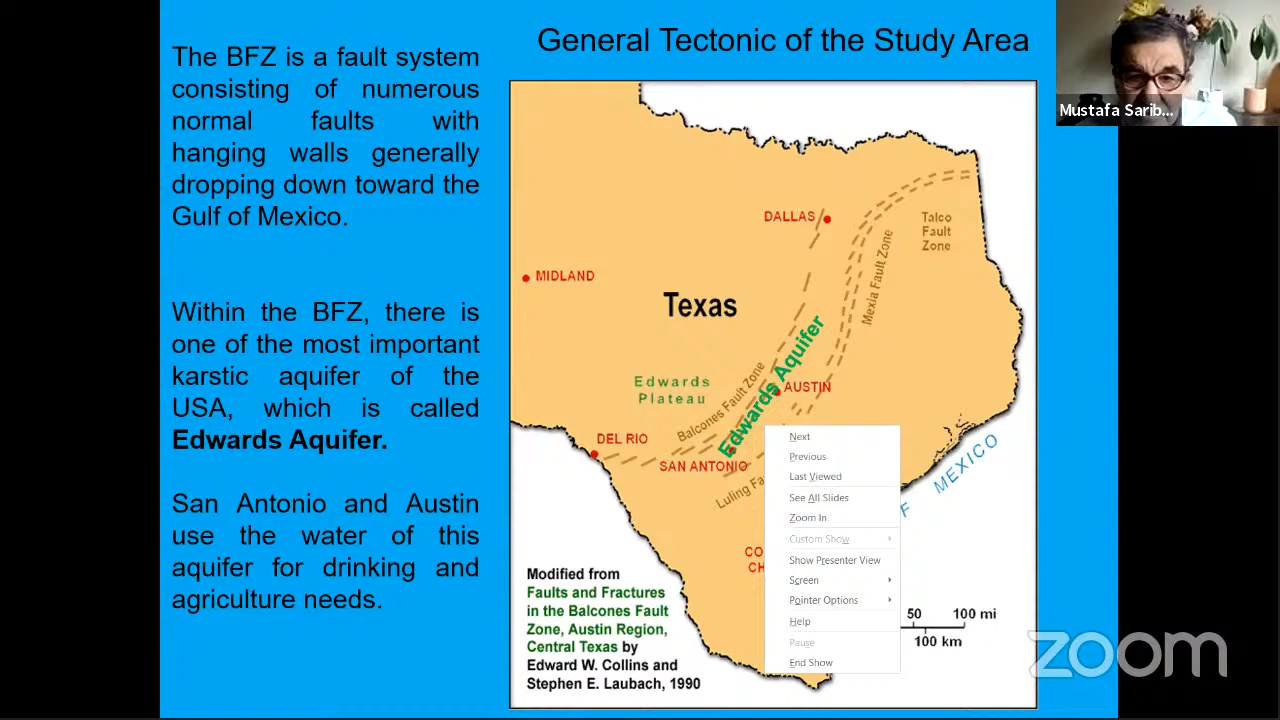 General Tectonic of the Study Area
The BFZ is a fault system
consisting of numerous
normal faults with
hanging walls generally
dropping down toward the
Gulf of Mexico.
Within the BFZ, there is
one of the most important
karstic aquifer of the
USA, which is called
Edwards Aquifer.
San Antonio and Austin
use the water of this
aquifer for drinking and
agriculture needs.
Mustafa Sarib...
DALLAS
Talco
Fault
Zone
MIDLAND
Mexia Fault Zone
Texas
Edwards
Plateau
Balcones Fault Zone
Edwards Aquifer
AUSTIN
DEL RIO
SAN ANTONIO
Luling Fa
F MEXICO
CO
CH
Next
Previous
Last Viewed
See All Slides
Zoom In
Custom Show
Show Presenter View
Screen
Pointer Options
Help
Pause
End Show
50 100 mi
100 km
Modified from
Faults and Fractures
in the Balcones Fault
Zone, Austin Region,
Central Texas by
Edward W. Collins and
Stephen E. Laubach, 1990
zoom